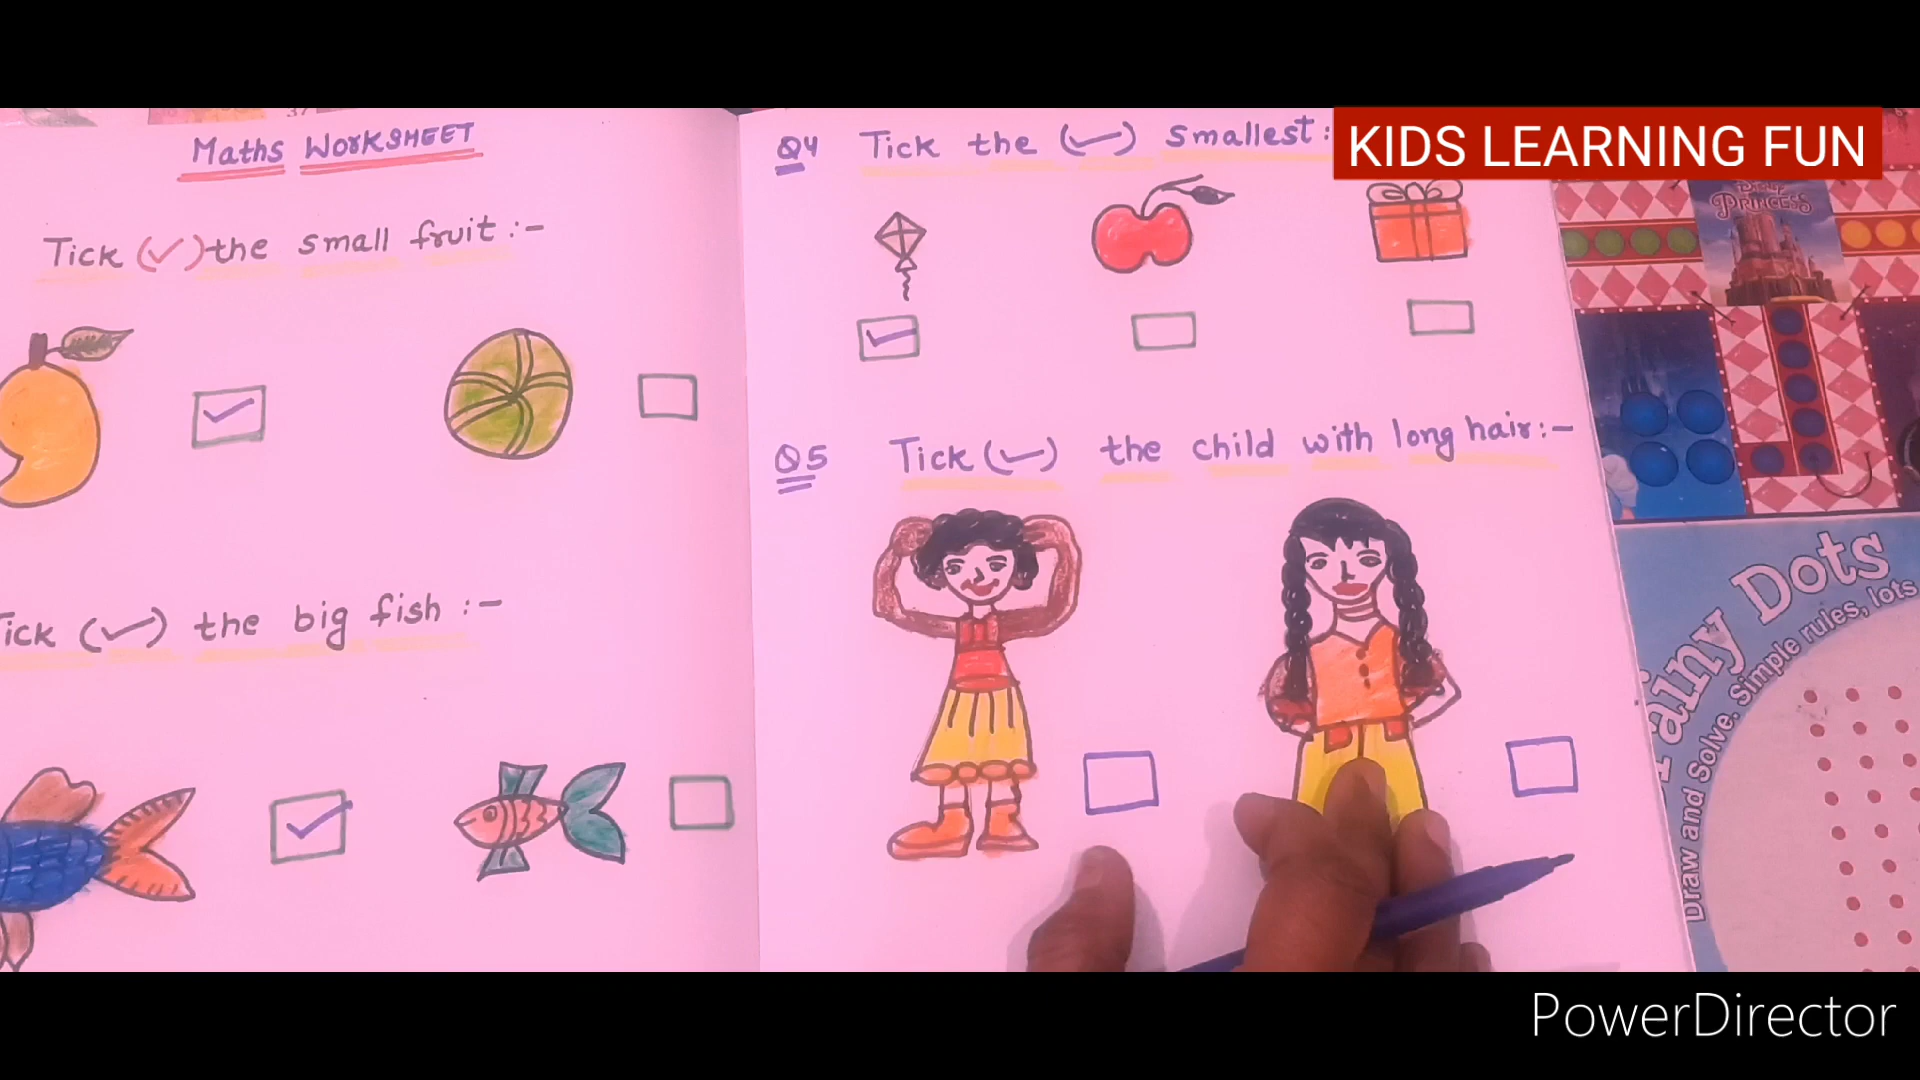 KIDS LEARNING FUN
Maths WORKSHEET
Tick (✓) the small fruit :-
Tick (✓) the big fish :-
Q4 Tick the (✓) smallest :
Q5 Tick (✓) the child with long hair :-
Disney
PRINCESS
Dots
Draw and Solve. Simple rules, lots
PowerDirector